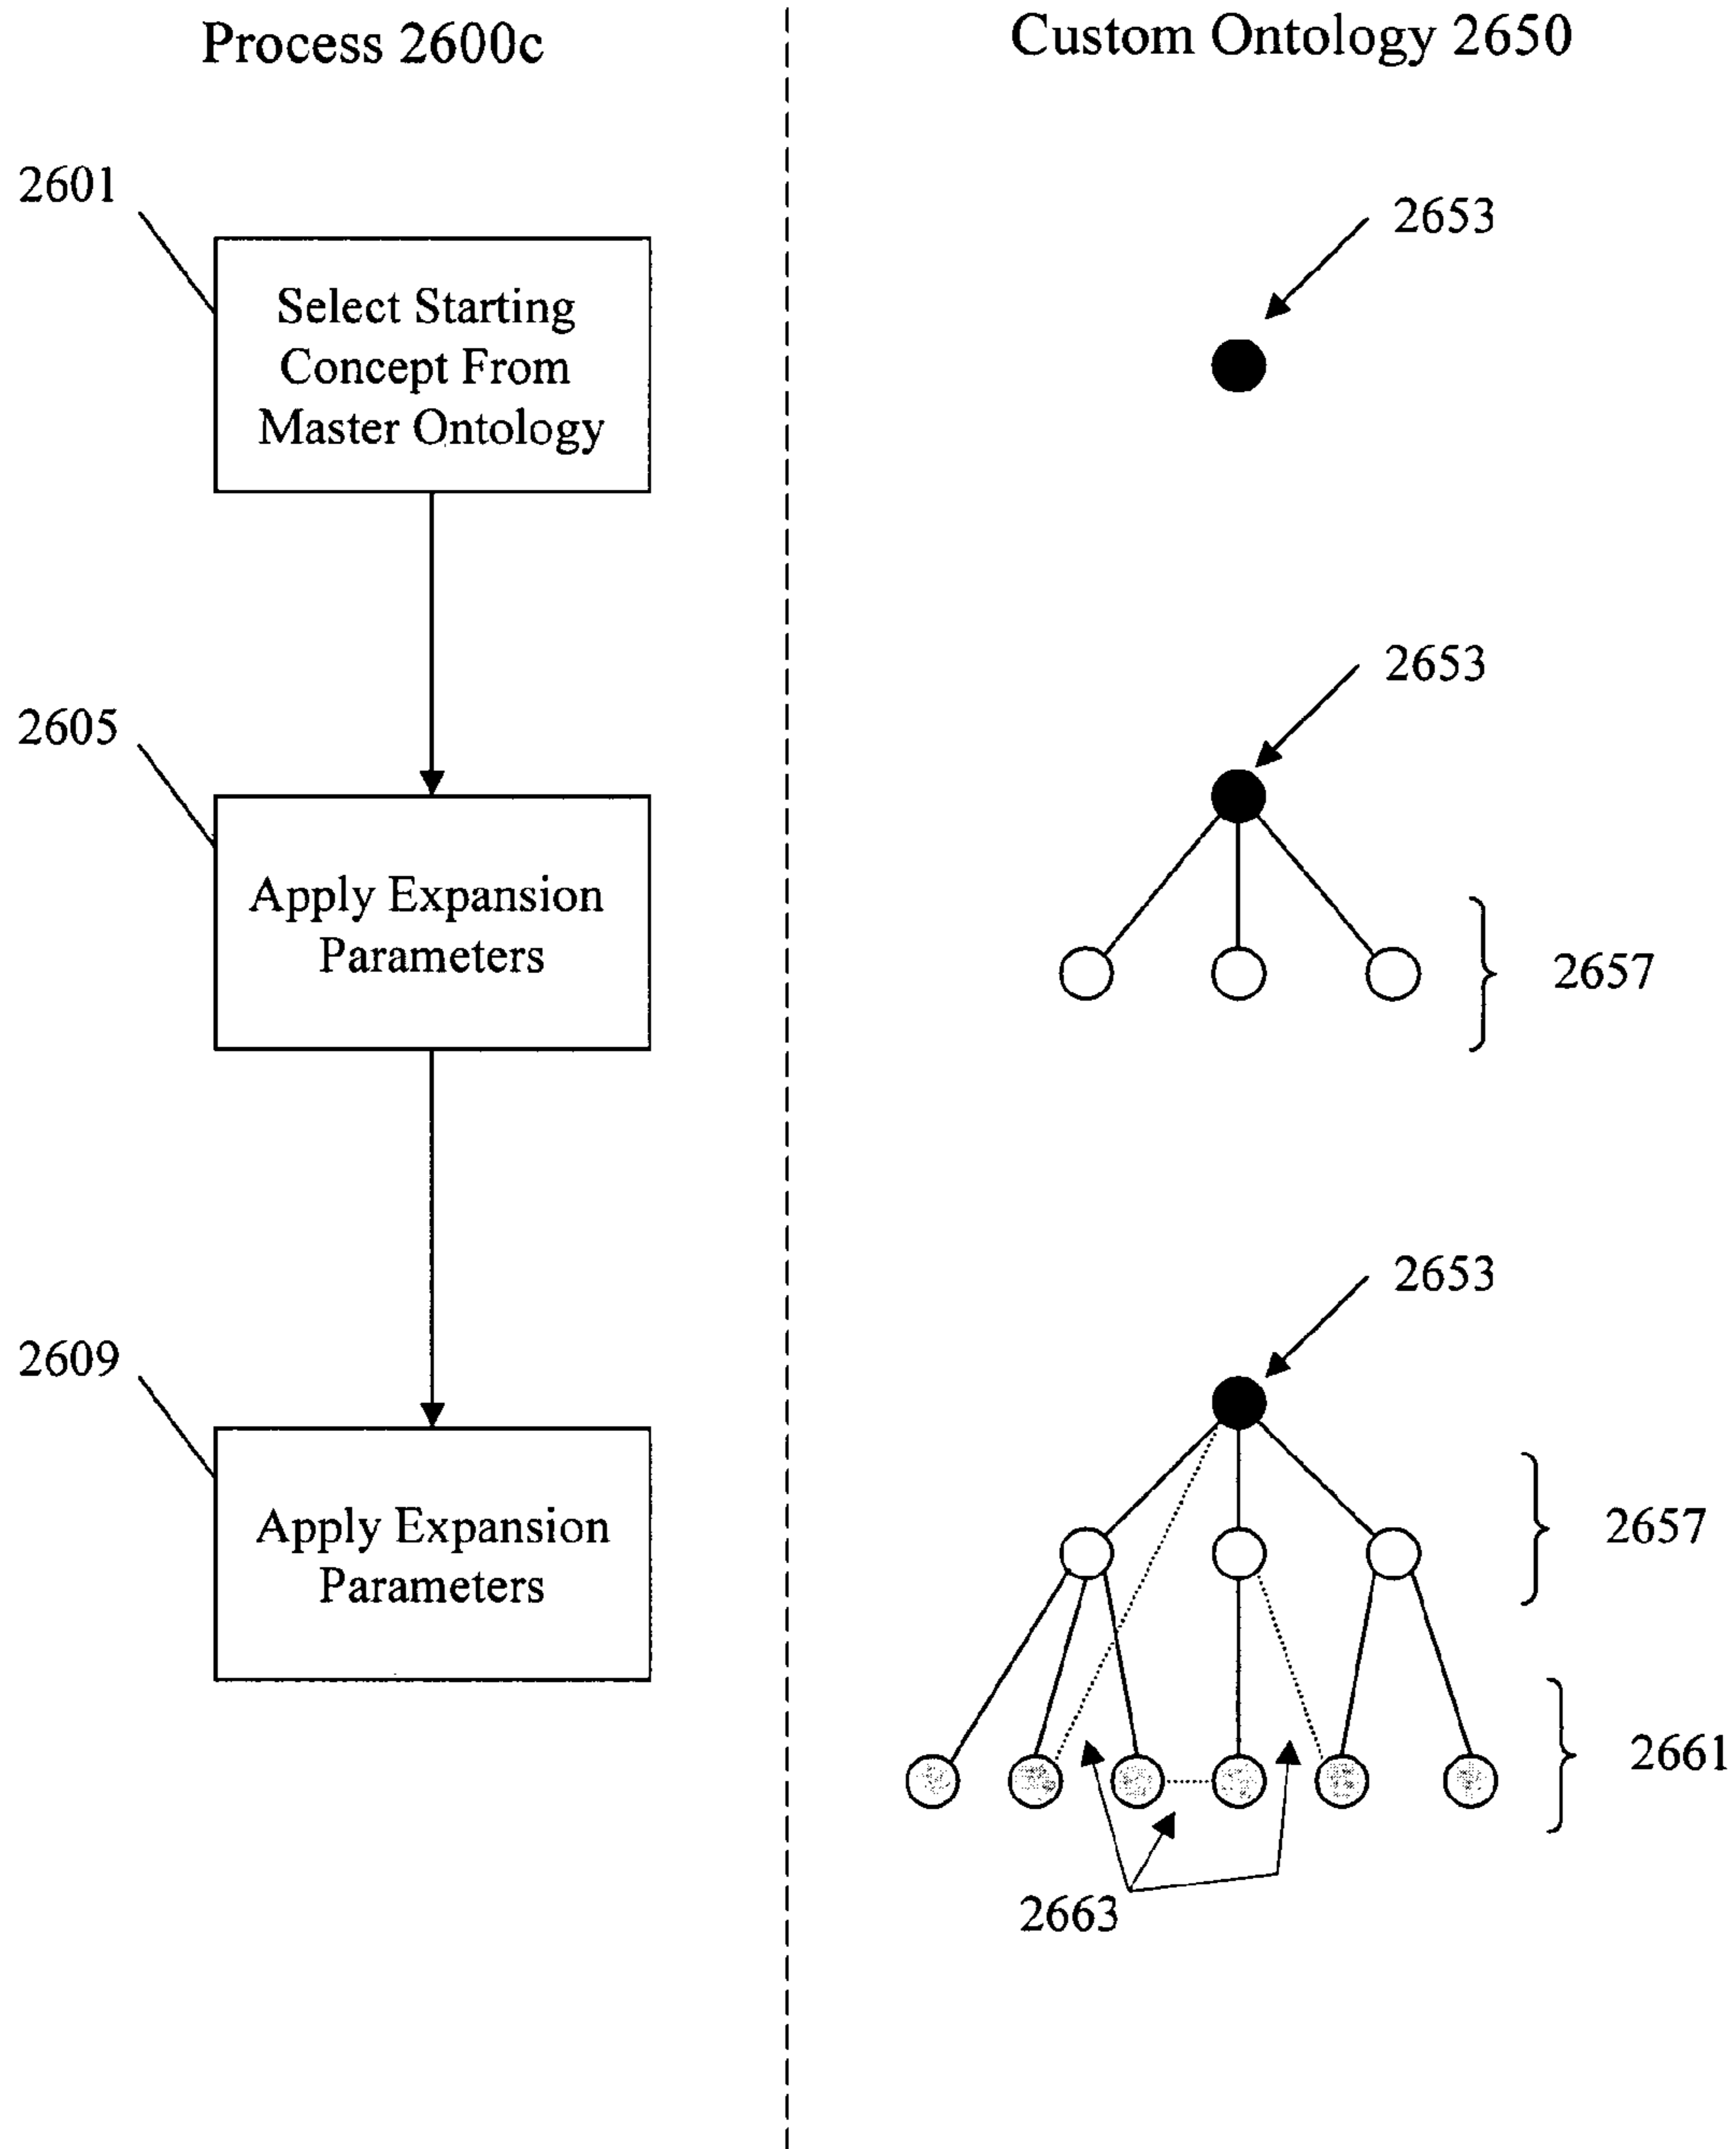 Process 2600c
Custom Ontology 2650
2601
Select Starting
Concept From
Master Ontology
2653
2605
Apply Expansion
Parameters
2653
2657
2609
Apply Expansion
Parameters
2653
2657
2661
2663